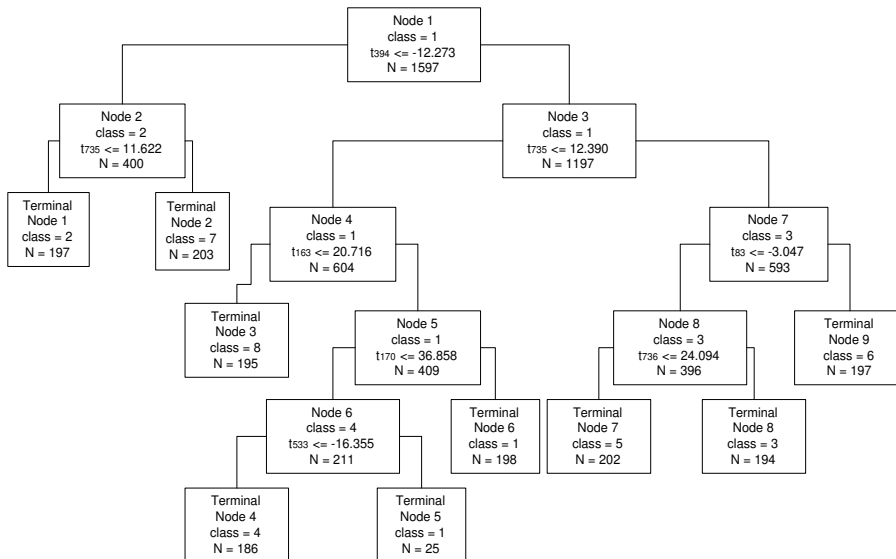 Node 1
class = 1
t394 <= -12.273
N = 1597
Node 2
class = 2
t735 <= 11.622
N = 400
Node 3
class = 1
t735 <= 12.390
N = 1197
Terminal
Node 1
class = 2
N = 197
Terminal
Node 2
class = 7
N = 203
Node 4
class = 1
t163 <= 20.716
N = 604
Node 7
class = 3
t83 <= -3.047
N = 593
Terminal
Node 3
class = 8
N = 195
Node 5
class = 1
t170 <= 36.858
N = 409
Node 8
class = 3
t736 <= 24.094
N = 396
Terminal
Node 9
class = 6
N = 197
Node 6
class = 4
t533 <= -16.355
N = 211
Terminal
Node 6
class = 1
N = 198
Terminal
Node 7
class = 5
N = 202
Terminal
Node 8
class = 3
N = 194
Terminal
Node 4
class = 4
N = 186
Terminal
Node 5
class = 1
N = 25